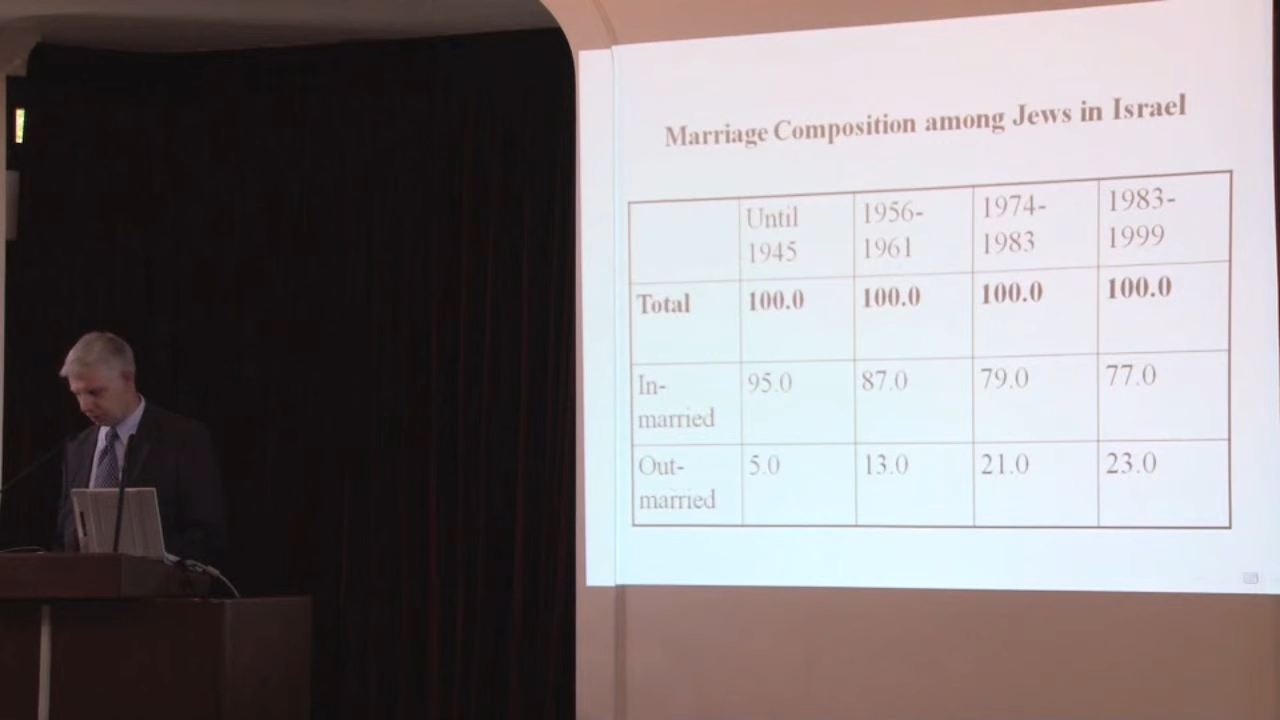 Marriage Composition among Jews in Israel
Until 1945 1956-1961 1974-1983 1983-1999
Total 100.0 100.0 100.0 100.0
In-married 95.0 87.0 79.0 77.0
Out-married 5.0 13.0 21.0 23.0